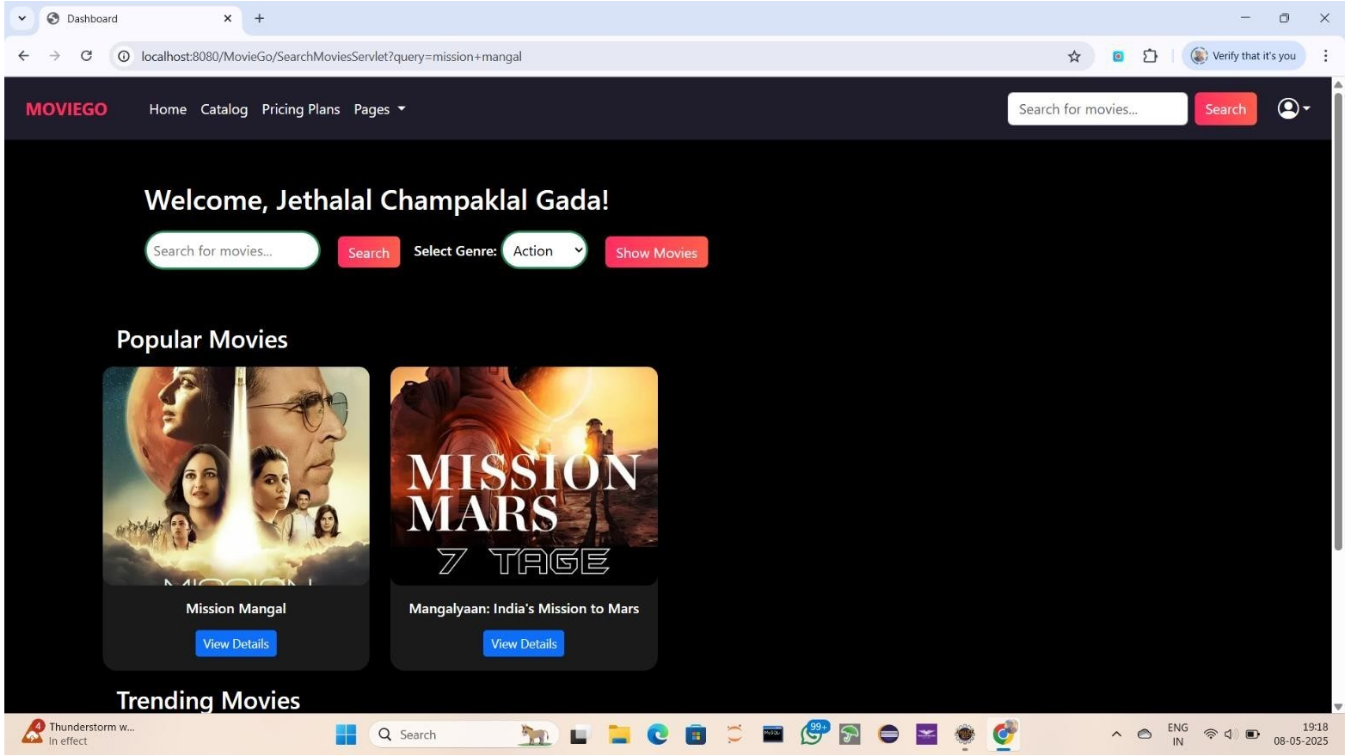 Dashboard
localhost:8080/MovieGo/SearchMoviesServlet?query=mission+mangal
Verify that it's you
MOVIEGO Home Catalog Pricing Plans Pages
Search for movies... Search
Welcome, Jethalal Champaklal Gada!
Search for movies... Search Select Genre: Action Show Movies
Popular Movies
MISSION
MARS
7 TAGE
MISSION
Mission Mangal
Mangalyaan: India's Mission to Mars
View Details
View Details
Trending Movies
4
Thunderstorm w...
In effect
Search
99+
ENG
IN
19:18
08-05-2025